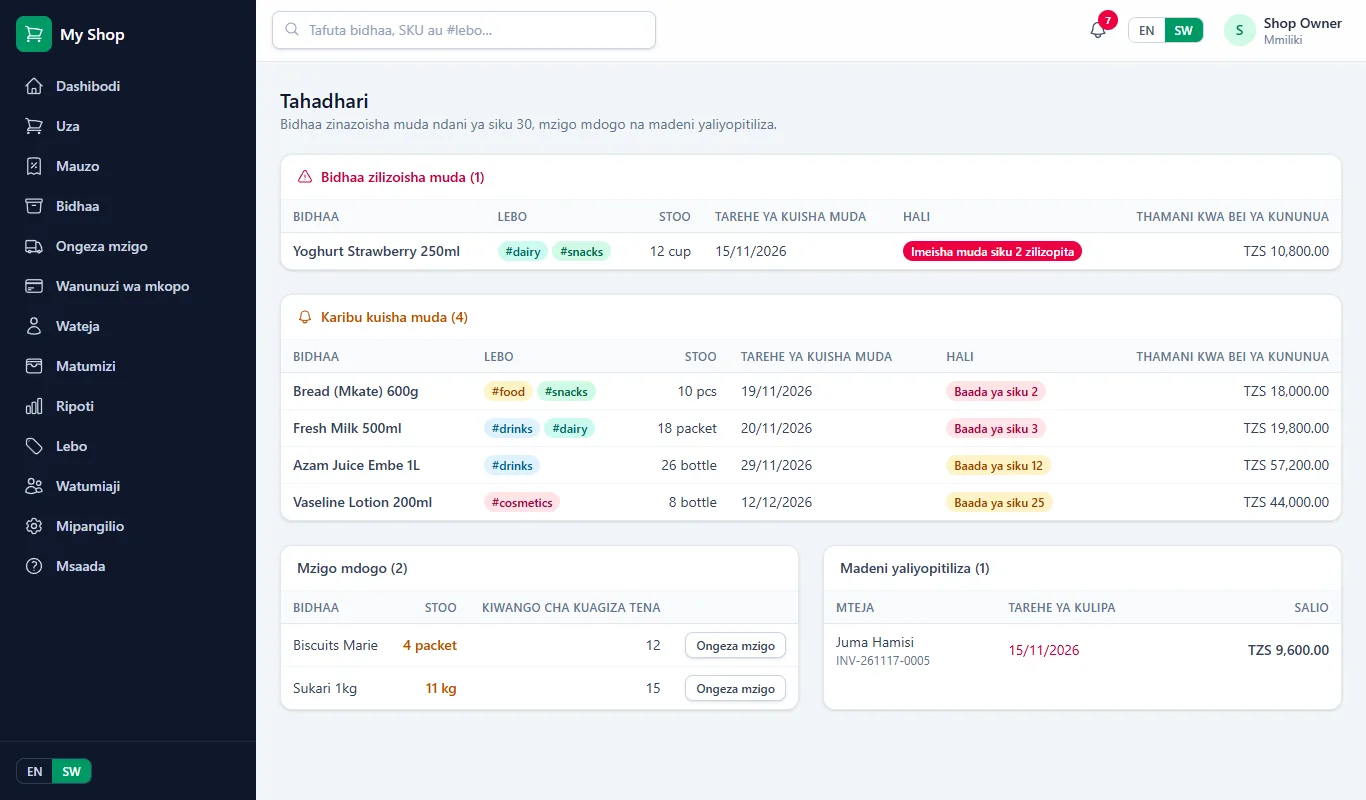 My Shop
Dashibodi
Uza
Mauzo
Bidhaa
Ongeza mzigo
Wanunuzi wa mkopo
Wateja
Matumizi
Ripoti
Lebo
Watumiaji
Mipangilio
Msaada
EN SW
Tafuta bidhaa, SKU au #lebo...
7
EN SW
S
Shop Owner
Mmiliki
Tahadhari
Bidhaa zinazoisha muda ndani ya siku 30, mzigo mdogo na madeni yaliyopitiliza.
Bidhaa zilizoisha muda (1)
BIDHAA LEBO STOO TAREHE YA KUISHA MUDA HALI THAMANI KWA BEI YA KUNUNUA
Yoghurt Strawberry 250ml #dairy #snacks 12 cup 15/11/2026 Imeisha muda siku 2 zilizopita TZS 10,800.00
Karibu kuisha muda (4)
BIDHAA LEBO STOO TAREHE YA KUISHA MUDA HALI THAMANI KWA BEI YA KUNUNUA
Bread (Mkate) 600g #food #snacks 10 pcs 19/11/2026 Baada ya siku 2 TZS 18,000.00
Fresh Milk 500ml #drinks #dairy 18 packet 20/11/2026 Baada ya siku 3 TZS 19,800.00
Azam Juice Embe 1L #drinks 26 bottle 29/11/2026 Baada ya siku 12 TZS 57,200.00
Vaseline Lotion 200ml #cosmetics 8 bottle 12/12/2026 Baada ya siku 25 TZS 44,000.00
Mzigo mdogo (2)
BIDHAA STOO KIWANGO CHA KUAGIZA TENA
Biscuits Marie 4 packet 12 Ongeza mzigo
Sukari 1kg 11 kg 15 Ongeza mzigo
Madeni yaliyopitiliza (1)
MTEJA TAREHE YA KULIPA SALIO
Juma Hamisi 15/11/2026 TZS 9,600.00
INV-261117-0005